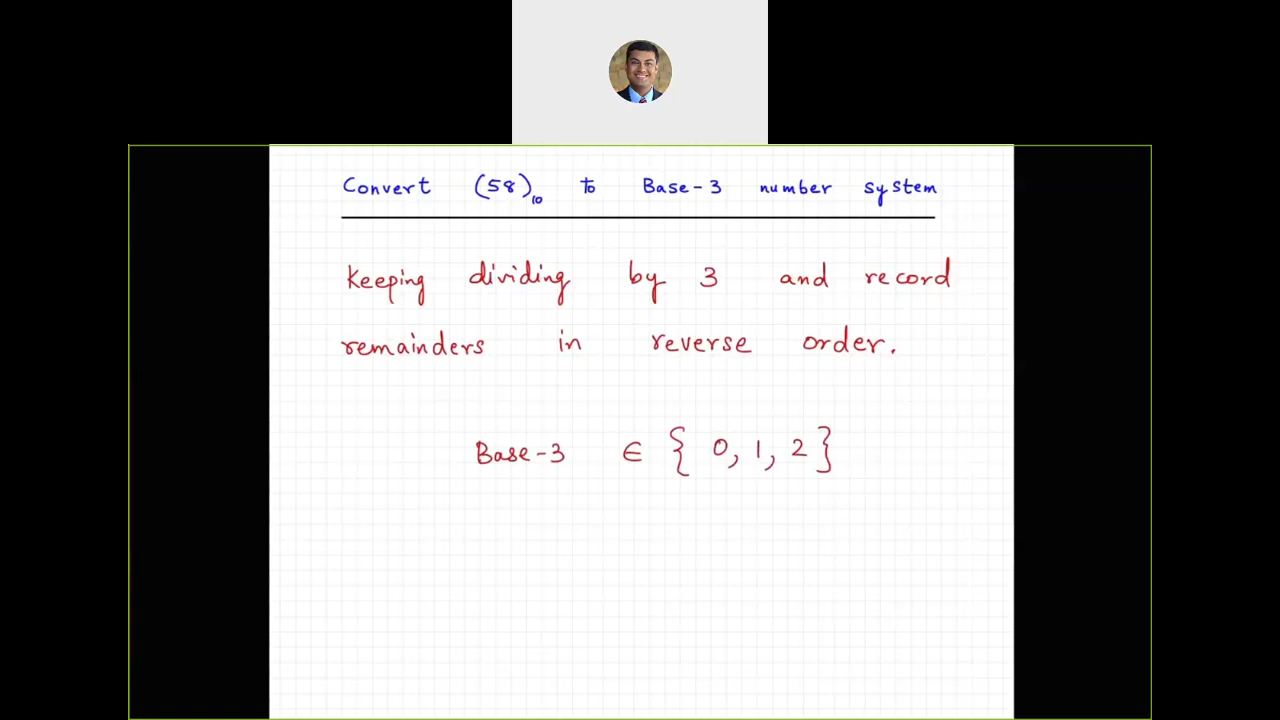 Convert (58)₁₀ to Base-3 number system
Keeping dividing by 3 and record
remainders in reverse order.
Base-3 ∈ { 0, 1, 2 }